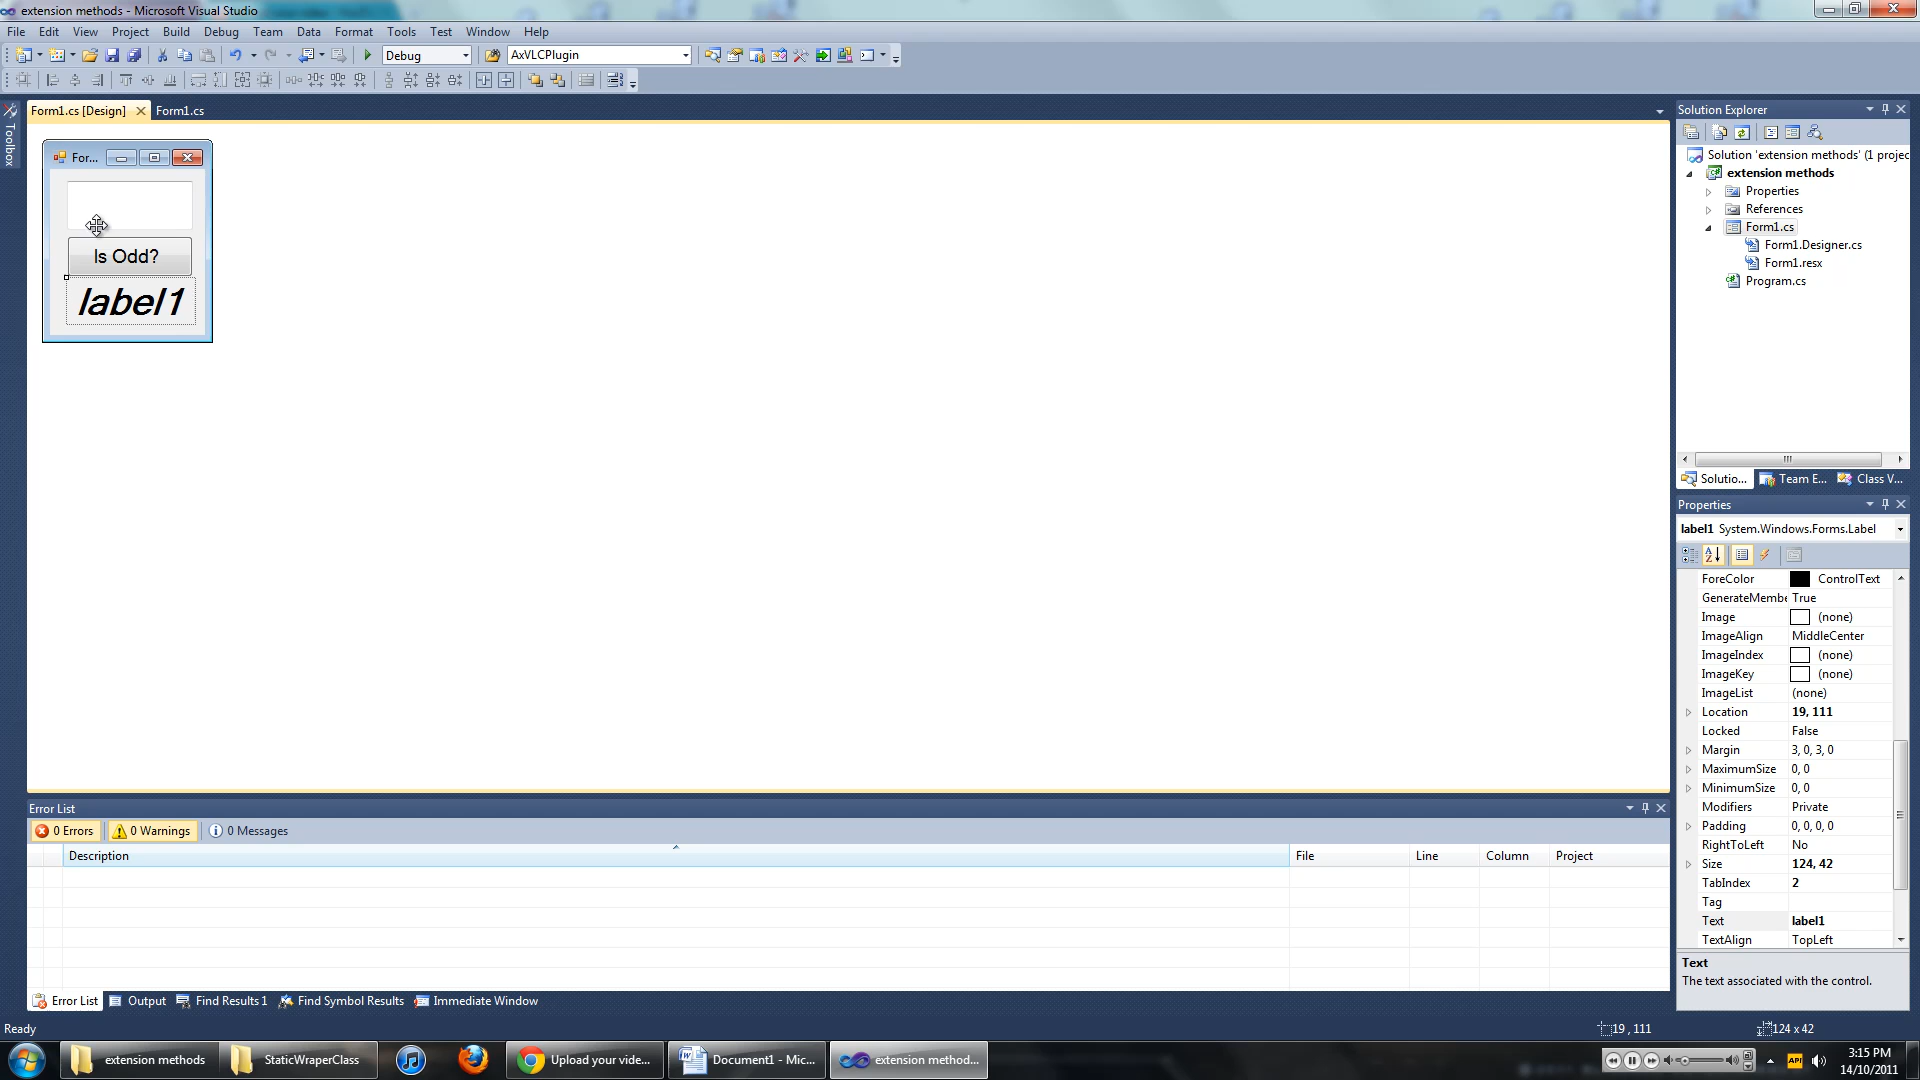 extension methods - Microsoft Visual Studio
File Edit View Project Build Debug Team Data Format Tools Test Window Help
Debug AxVLCPlugin
Toolbox
Form1.cs [Design] Form1.cs
For...
Is Odd?
label1
Solution Explorer
Solution 'extension methods' (1 projec
extension methods
Properties
References
Form1.cs
Form1.Designer.cs
Form1.resx
Program.cs
Solutio... Team E... Class V...
Properties
label1 System.Windows.Forms.Label
ForeColor ControlText
GenerateMembe True
Image (none)
ImageAlign MiddleCenter
ImageIndex (none)
ImageKey (none)
ImageList (none)
Location 19, 111
Locked False
Margin 3, 0, 3, 0
MaximumSize 0, 0
MinimumSize 0, 0
Modifiers Private
Padding 0, 0, 0, 0
RightToLeft No
Size 124, 42
TabIndex 2
Tag
Text label1
TextAlign TopLeft
Text
The text associated with the control.
Error List
0 Errors 0 Warnings 0 Messages
Description File Line Column Project
Error List Output Find Results 1 Find Symbol Results Immediate Window
Ready 19 , 111 124 x 42
extension methods StaticWraperClass Upload your vide... Document1 - Mic... extension method... API 3:15 PM
14/10/2011